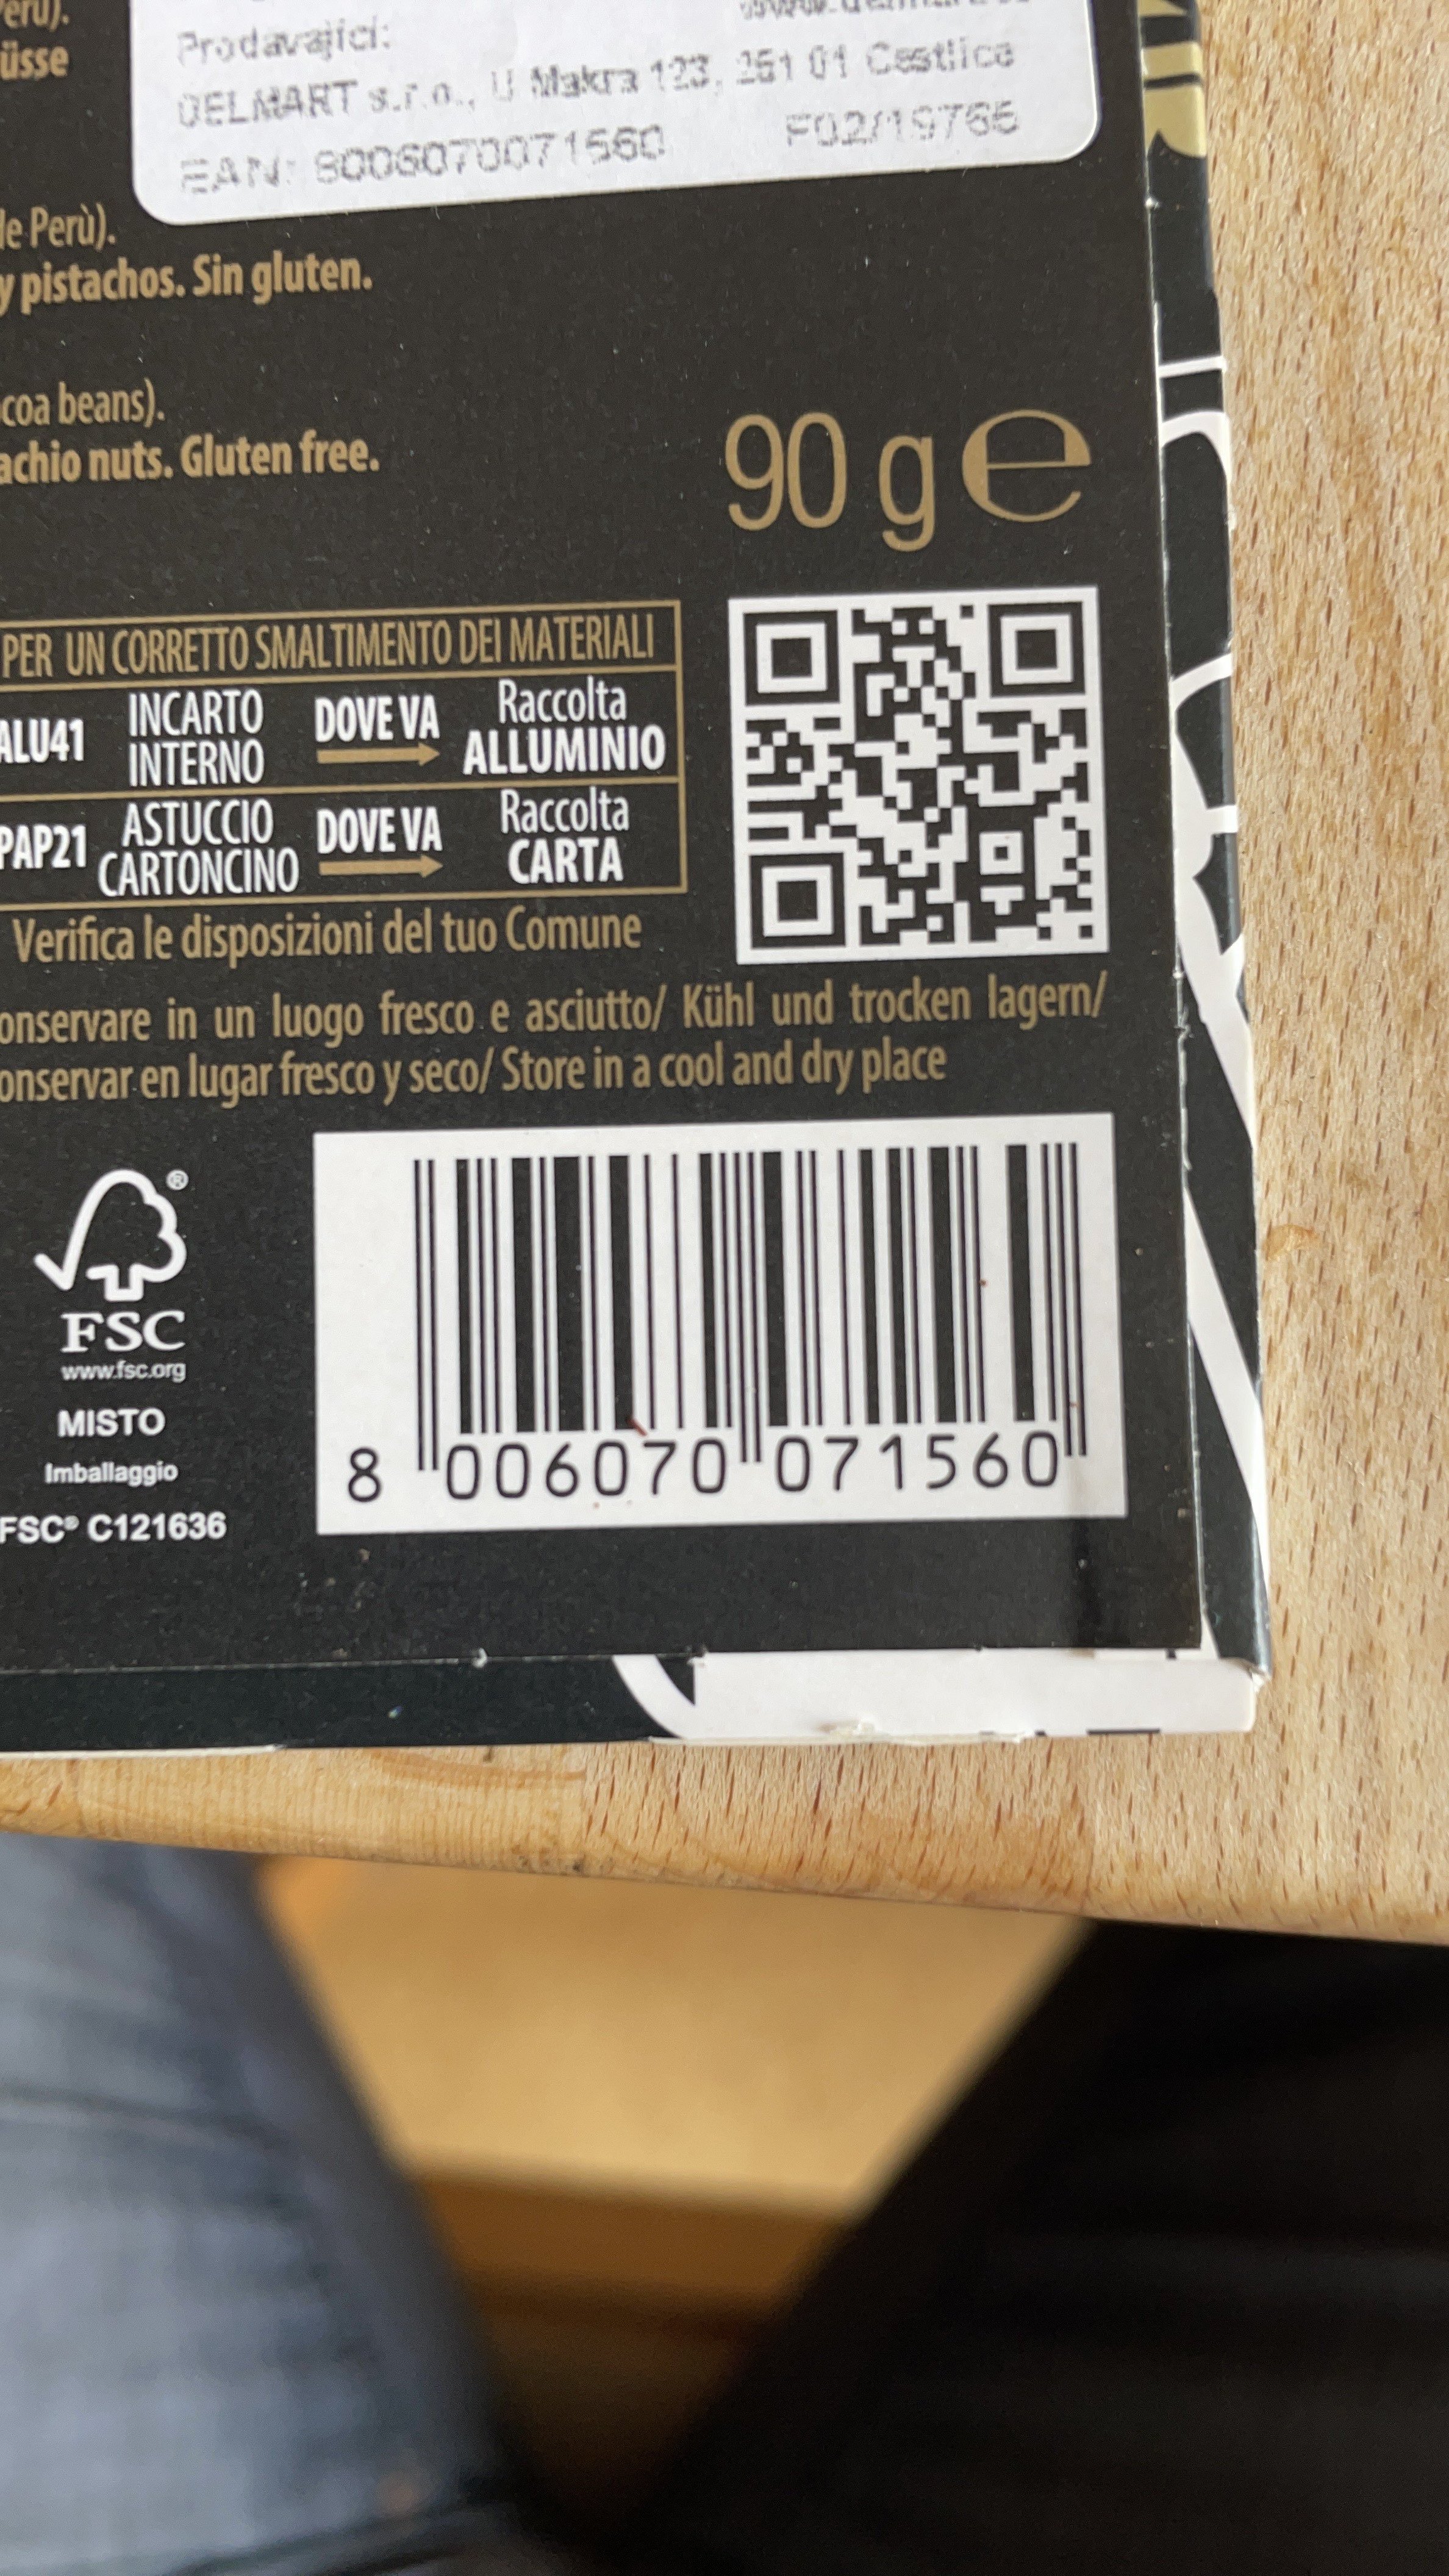 Perù).
üsse
Prodavající:
DELMART s.r.o., U Makra 123, 251 01 Cestlice
EAN: 8006070071560 F02/19765
de Perù).
y pistachos. Sin gluten.
coa beans).
achio nuts. Gluten free.
90 g e
PER UN CORRETTO SMALTIMENTO DEI MATERIALI
ALU41 INCARTO INTERNO DOVE VA Raccolta ALLUMINIO
PAP21 ASTUCCIO CARTONCINO DOVE VA Raccolta CARTA
Verifica le disposizioni del tuo Comune
onservare in un luogo fresco e asciutto/ Kühl und trocken lagern/
onservar en lugar fresco y seco/ Store in a cool and dry place
®
FSC
www.fsc.org
MISTO
Imballaggio
FSC® C121636
8 006070 071560